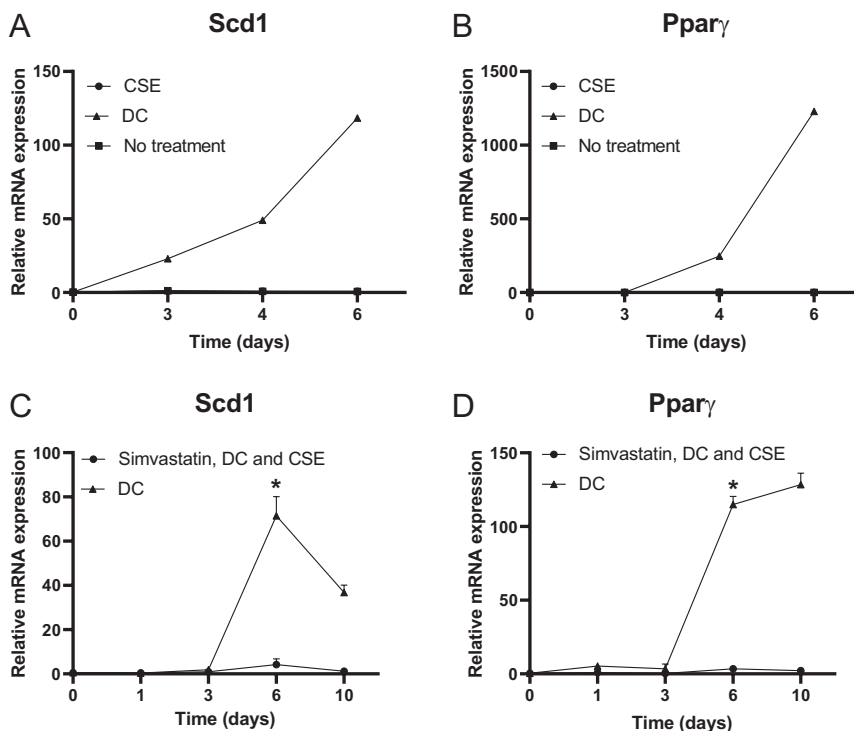 A
Scd1
Relative mRNA expression
150
100
50
0
CSE
DC
No treatment
0 3 4 6
Time (days)
B
Pparγ
Relative mRNA expression
1500
1000
500
0
CSE
DC
No treatment
0 3 4 6
Time (days)
C
Scd1
Relative mRNA expression
100
80
60
40
20
0
Simvastatin, DC and CSE
DC
*
0 1 3 6 10
Time (days)
D
Pparγ
Relative mRNA expression
150
100
50
0
Simvastatin, DC and CSE
DC
*
0 1 3 6 10
Time (days)